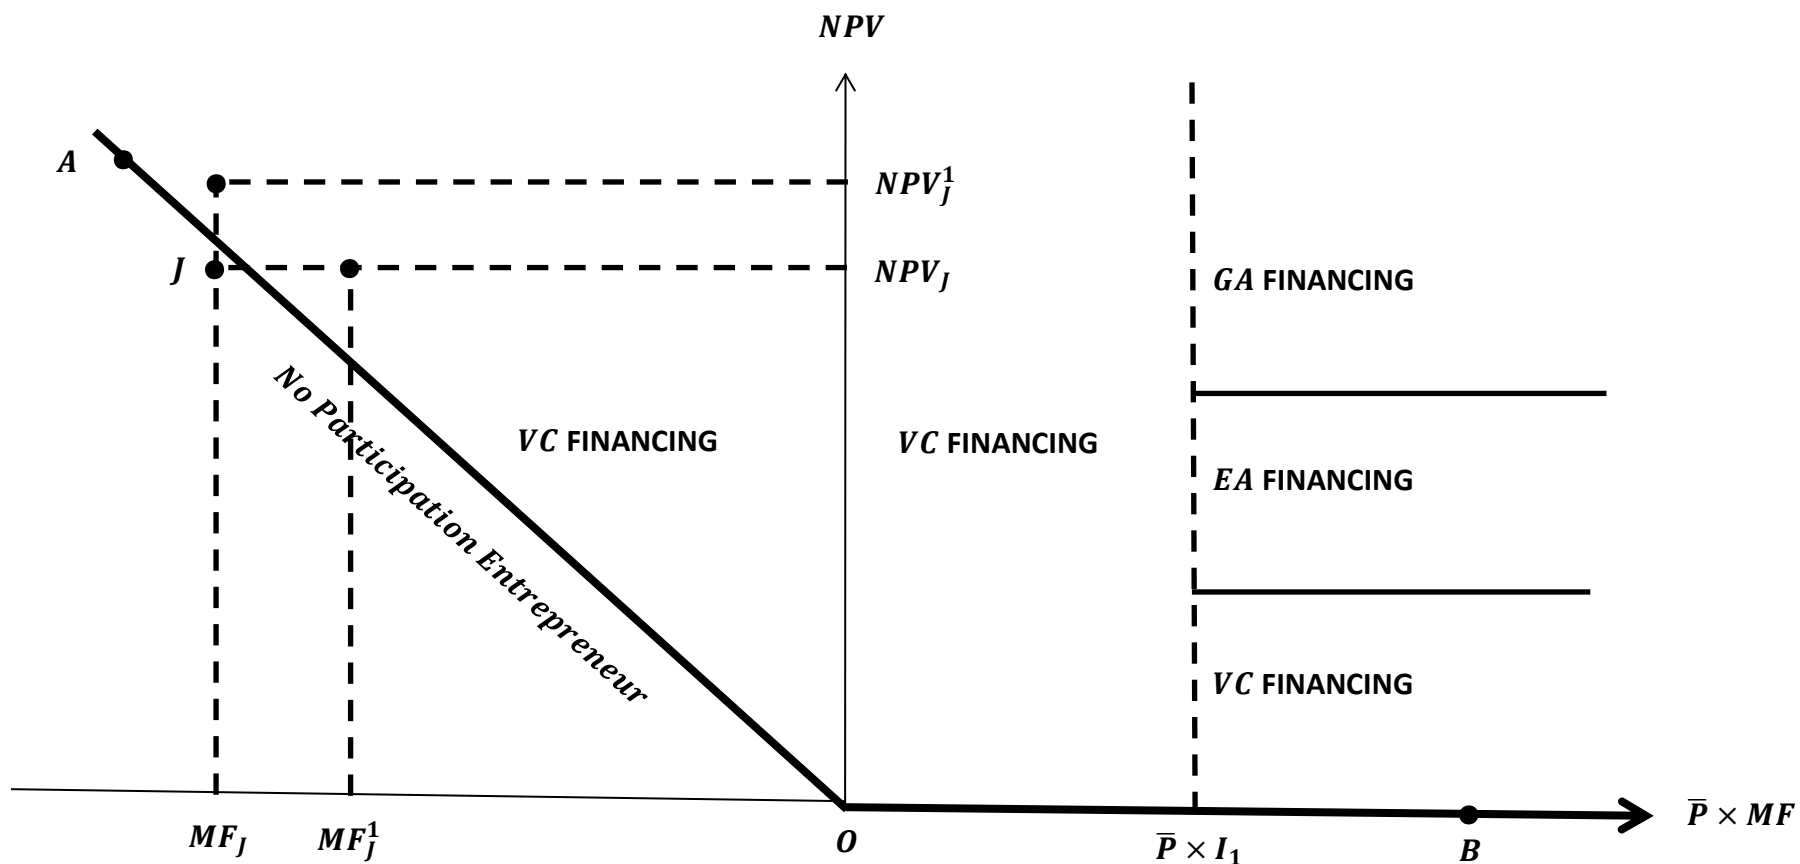 NPV
A
NPV_J^1
J
NPV_J
GA FINANCING
No Participation Entrepreneur
VC FINANCING
VC FINANCING
EA FINANCING
VC FINANCING
P̅ × MF
MF_J
MF_J^1
O
P̅ × I_1
B